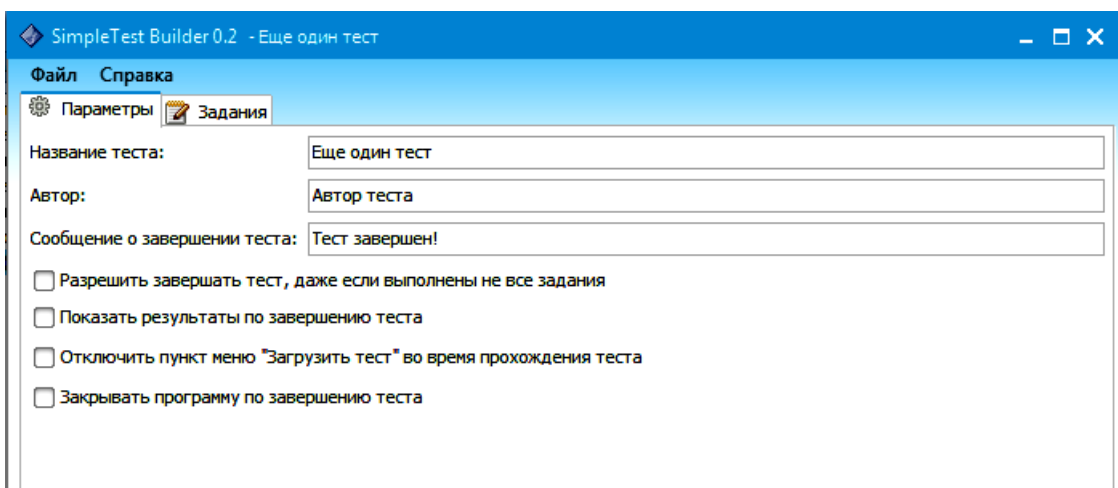 SimpleTest Builder 0.2 - Еще один тест
Файл Справка
Параметры Задания
Название теста: Еще один тест
Автор: Автор теста
Сообщение о завершении теста: Тест завершен!
Разрешить завершать тест, даже если выполнены не все задания
Показать результаты по завершению теста
Отключить пункт меню "Загрузить тест" во время прохождения теста
Закрывать программу по завершению теста